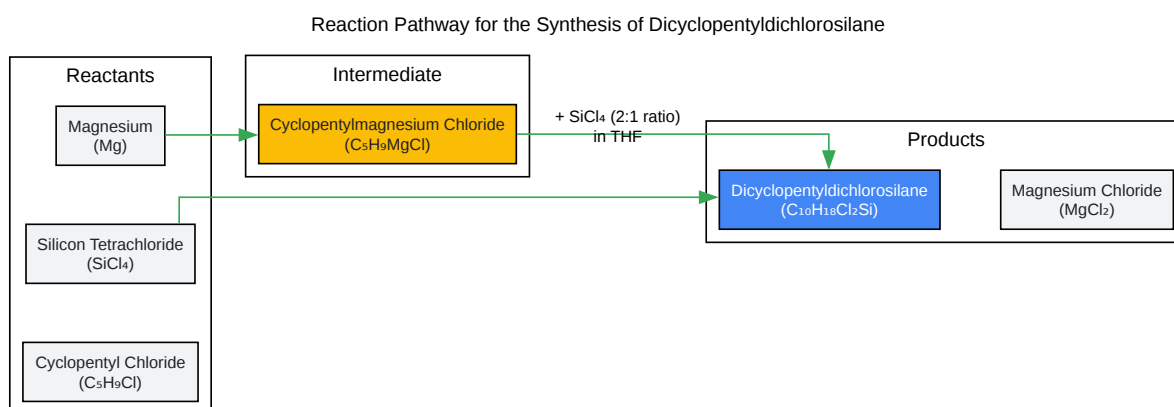 Reaction Pathway for the Synthesis of Dicyclopentyldichlorosilane
Reactants
Magnesium
(Mg)
Silicon Tetrachloride
(SiCl₄)
Cyclopentyl Chloride
(C₅H₉Cl)
Intermediate
Cyclopentylmagnesium Chloride
(C₅H₉MgCl)
+ SiCl₄ (2:1 ratio)
in THF
Products
Dicyclopentyldichlorosilane
(C₁₀H₁₈Cl₂Si)
Magnesium Chloride
(MgCl₂)